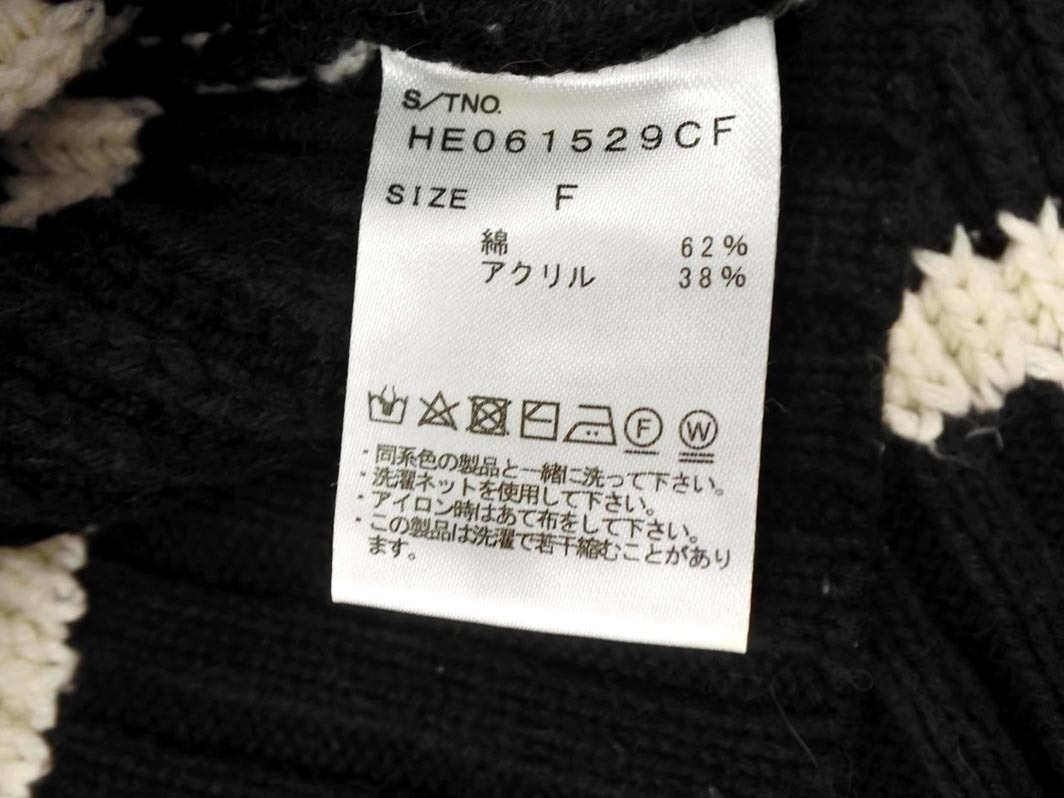 S/TNO.
HE061529CF
SIZE F
綿 62%
アクリル 38%
F W
・同系色の製品と一緒に洗って下さい。
・洗濯ネットを使用して下さい。
・アイロン時はあて布をして下さい。
・この製品は洗濯で若干縮むことがあり
ます。